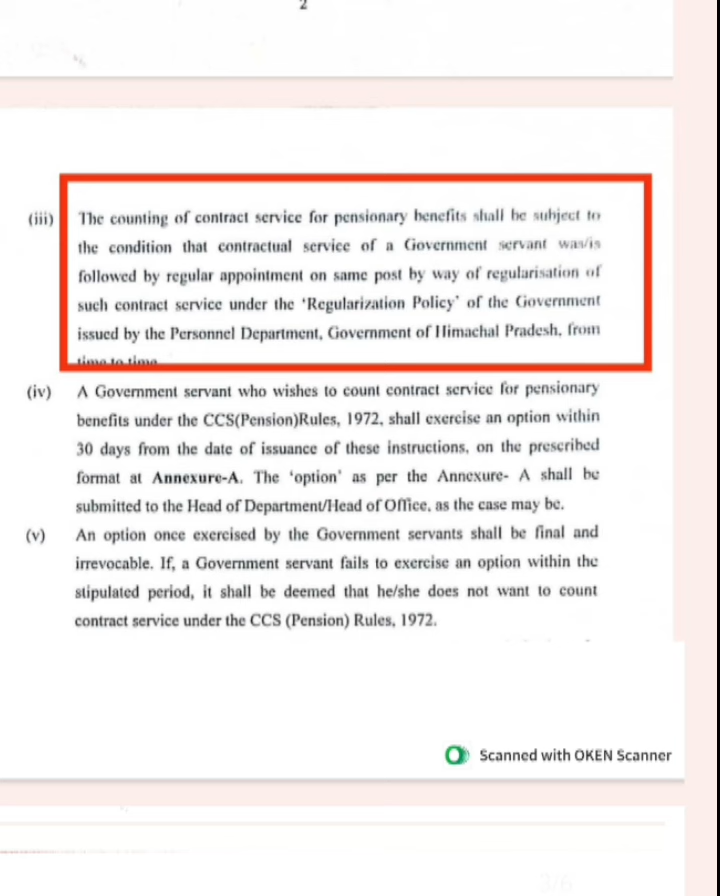 2
(iii) The counting of contract service for pensionary benefits shall be subject to
the condition that contractual service of a Government servant was/is
followed by regular appointment on same post by way of regularisation of
such contract service under the 'Regularization Policy' of the Government
issued by the Personnel Department, Government of Himachal Pradesh, from
time to time
(iv) A Government servant who wishes to count contract service for pensionary
benefits under the CCS(Pension)Rules, 1972, shall exercise an option within
30 days from the date of issuance of these instructions, on the prescribed
format at Annexure-A. The 'option' as per the Annexure- A shall be
submitted to the Head of Department/Head of Office, as the case may be.
(v) An option once exercised by the Government servants shall be final and
irrevocable. If, a Government servant fails to exercise an option within the
stipulated period, it shall be deemed that he/she does not want to count
contract service under the CCS (Pension) Rules, 1972.
Scanned with OKEN Scanner
3/6